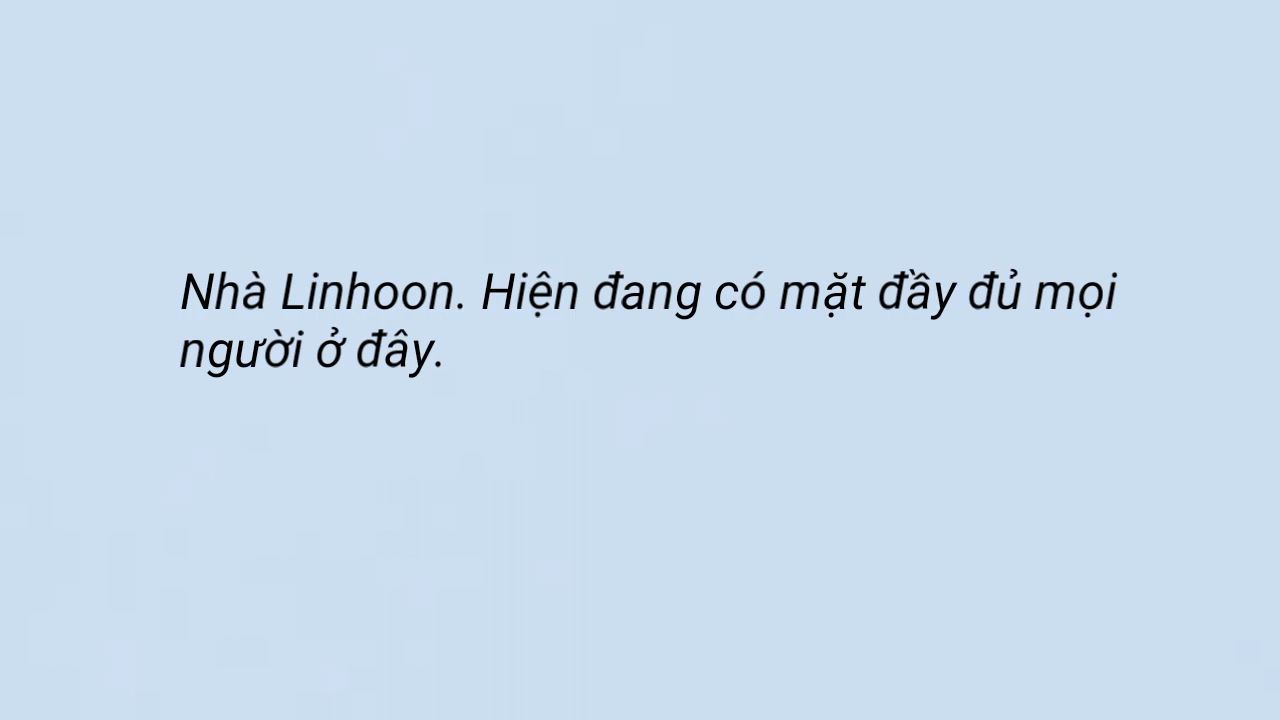 Nhà Linhoon. Hiện đang có mặt đầy đủ mọi
người ở đây.